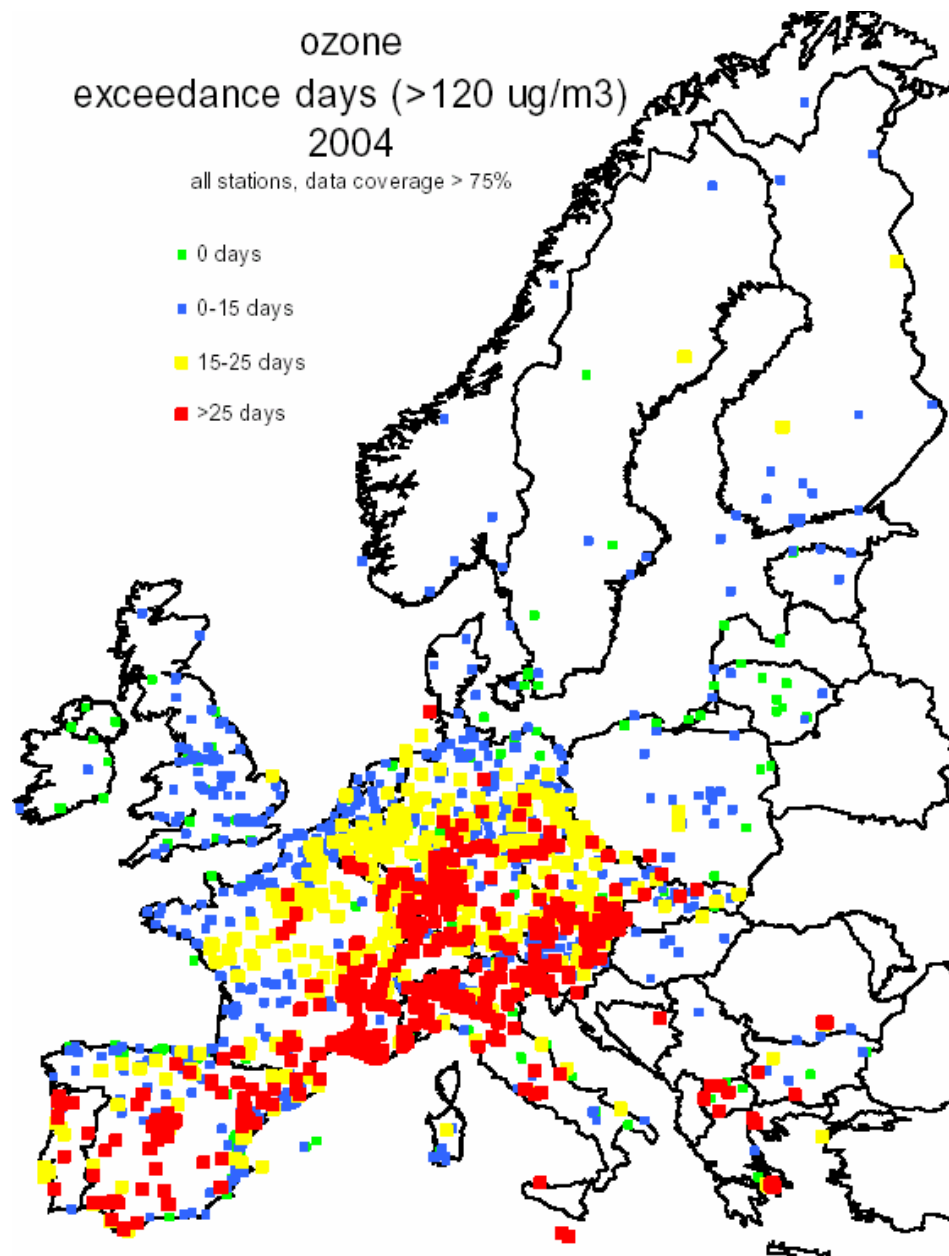 ozone
exceedance days (>120 ug/m3)
2004
all stations, data coverage > 75%
0 days
0-15 days
15-25 days
>25 days